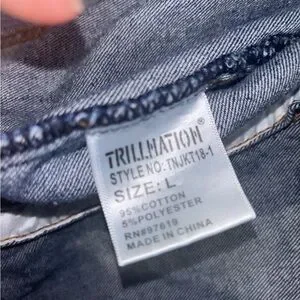 TRILLNATION®
STYLE NO: TNJKT18-1
SIZE: L
95% COTTON
5% POLYESTER
RN#97619
MADE IN CHINA